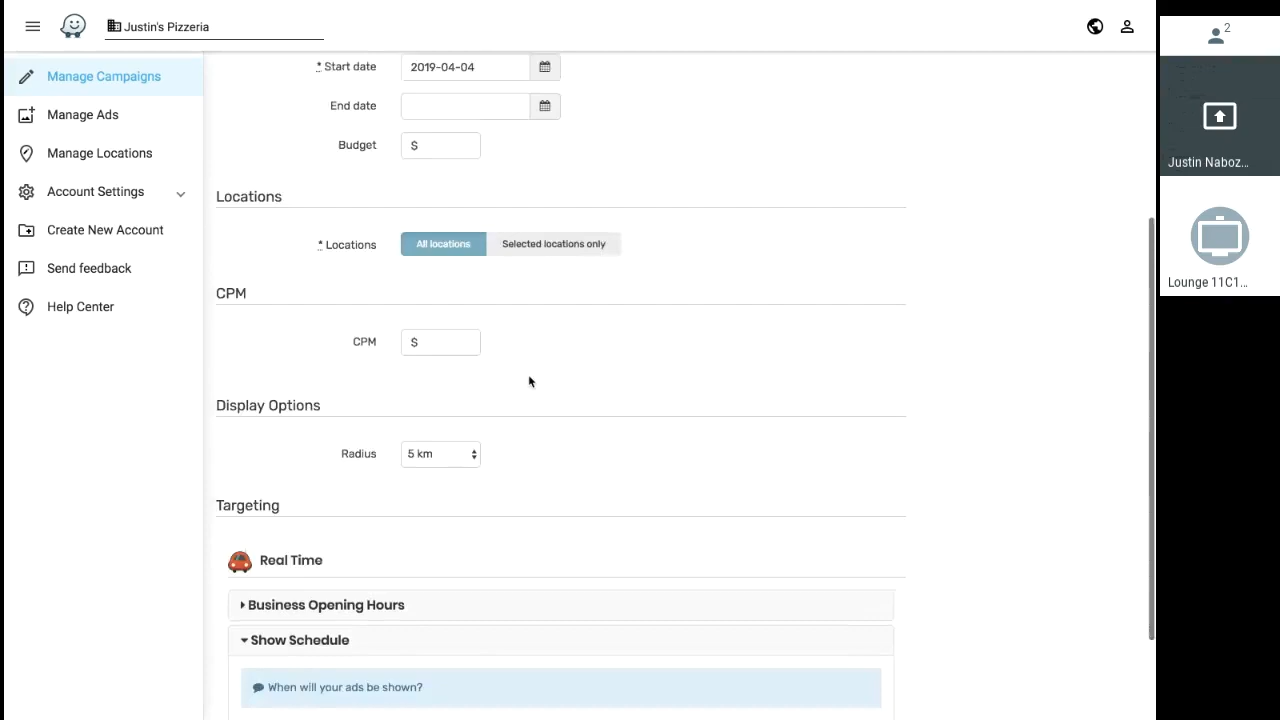 Justin's Pizzeria
2
Manage Campaigns
Manage Ads
Manage Locations
Account Settings
Create New Account
Send feedback
Help Center
* Start date 2019-04-04
End date
Budget $
Locations
* Locations All locations Selected locations only
CPM
CPM $
Display Options
Radius 5 km
Targeting
Real Time
Business Opening Hours
Show Schedule
When will your ads be shown?
Justin Naboz...
Lounge 11C1...